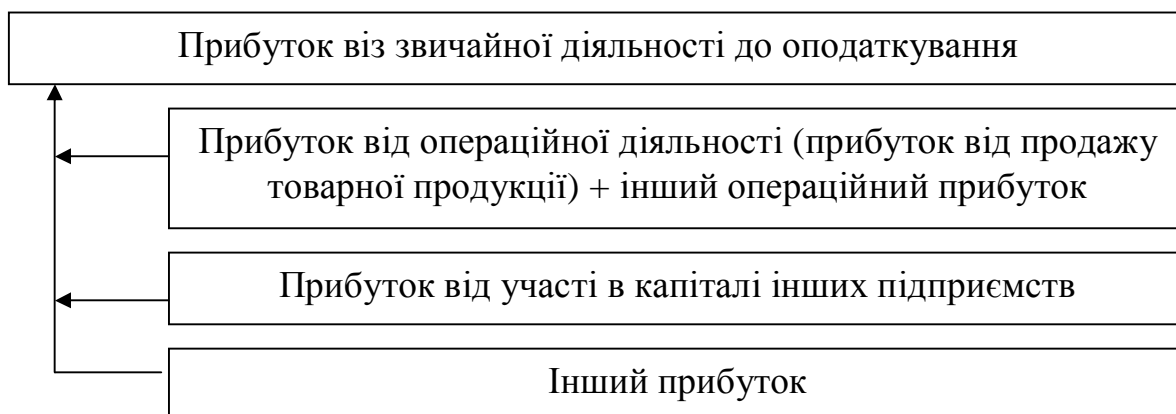 Прибуток віз звичайної діяльності до оподаткування
Прибуток від операційної діяльності (прибуток від продажу
товарної продукції) + інший операційний прибуток
Прибуток від участі в капіталі інших підприємств
Інший прибуток